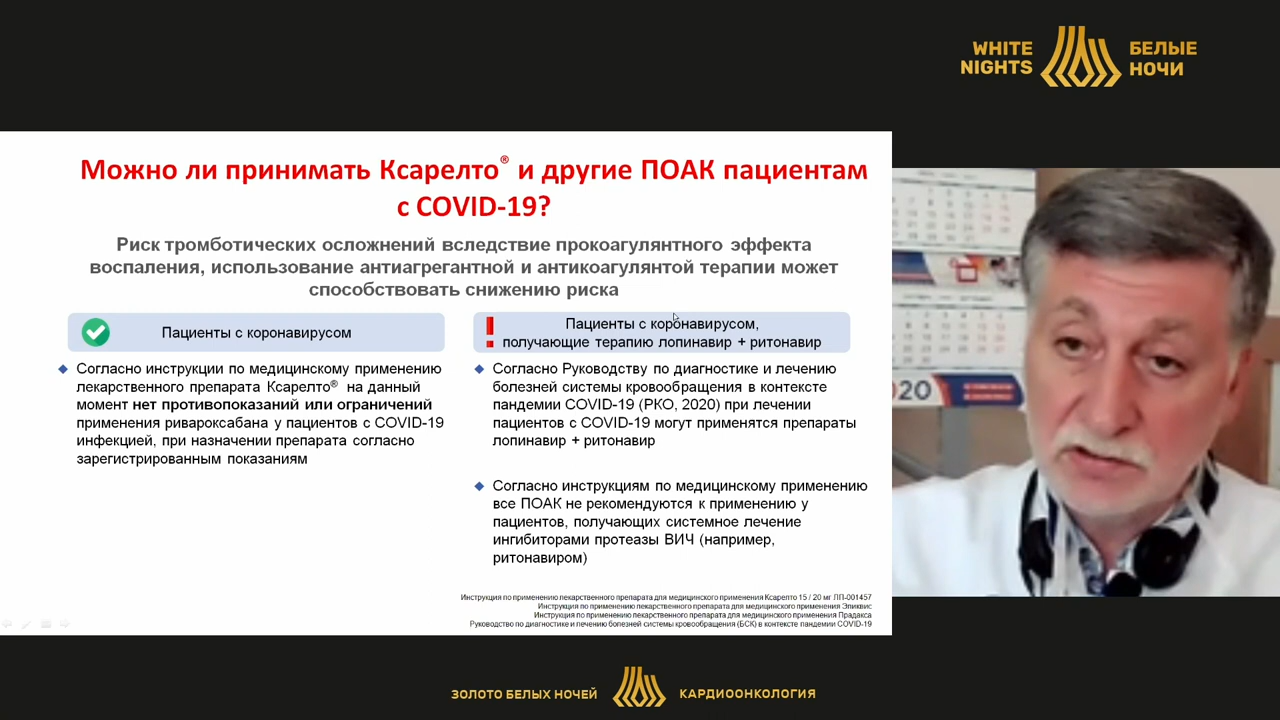 WHITE
NIGHTS
БЕЛЫЕ
НОЧИ
Можно ли принимать Ксарелто® и другие ПОАК пациентам
с COVID-19?
Риск тромботических осложнений вследствие прокоагулянтного эффекта
воспаления, использование антиагрегантной и антикоагулянтой терапии может
способствовать снижению риска
Пациенты с коронавирусом
Согласно инструкции по медицинскому применению
лекарственного препарата Ксарелто® на данный
момент нет противопоказаний или ограничений
применения ривароксабана у пациентов с COVID-19
инфекцией, при назначении препарата согласно
зарегистрированным показаниям
Пациенты с коронавирусом,
получающие терапию лопинавир + ритонавир
Согласно Руководству по диагностике и лечению
болезней системы кровообращения в контексте
пандемии COVID-19 (РКО, 2020) при лечении
пациентов с COVID-19 могут применятся препараты
лопинавир + ритонавир
Согласно инструкциям по медицинскому применению
все ПОАК не рекомендуются к применению у
пациентов, получающих системное лечение
ингибиторами протеазы ВИЧ (например,
ритонавиром)
Инструкция по применению лекарственного препарата для медицинского применения Ксарелто 15 / 20 мг ЛП-001457
Инструкция по применению лекарственного препарата для медицинского применения Эликвис
Инструкция по применению лекарственного препарата для медицинского применения Прадакса
Руководство по диагностике и лечению болезней системы кровообращения (БСК) в контексте пандемии COVID-19
020
ЗОЛОТО БЕЛЫХ НОЧЕЙ
КАРДИООНКОЛОГИЯ